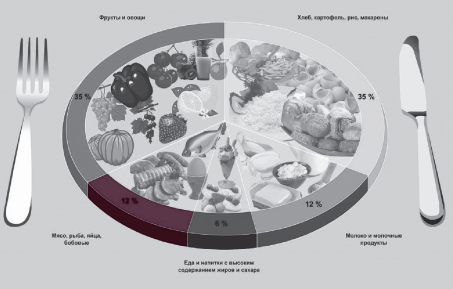 Фрукты и овощи
Хлеб, картофель, рис, макароны
35 %
35 %
12 %
6 %
12 %
Мясо, рыба, яйца,
бобовые
Молоко и молочные
продукты
Еда и напитки с высоким
содержанием жиров и сахара